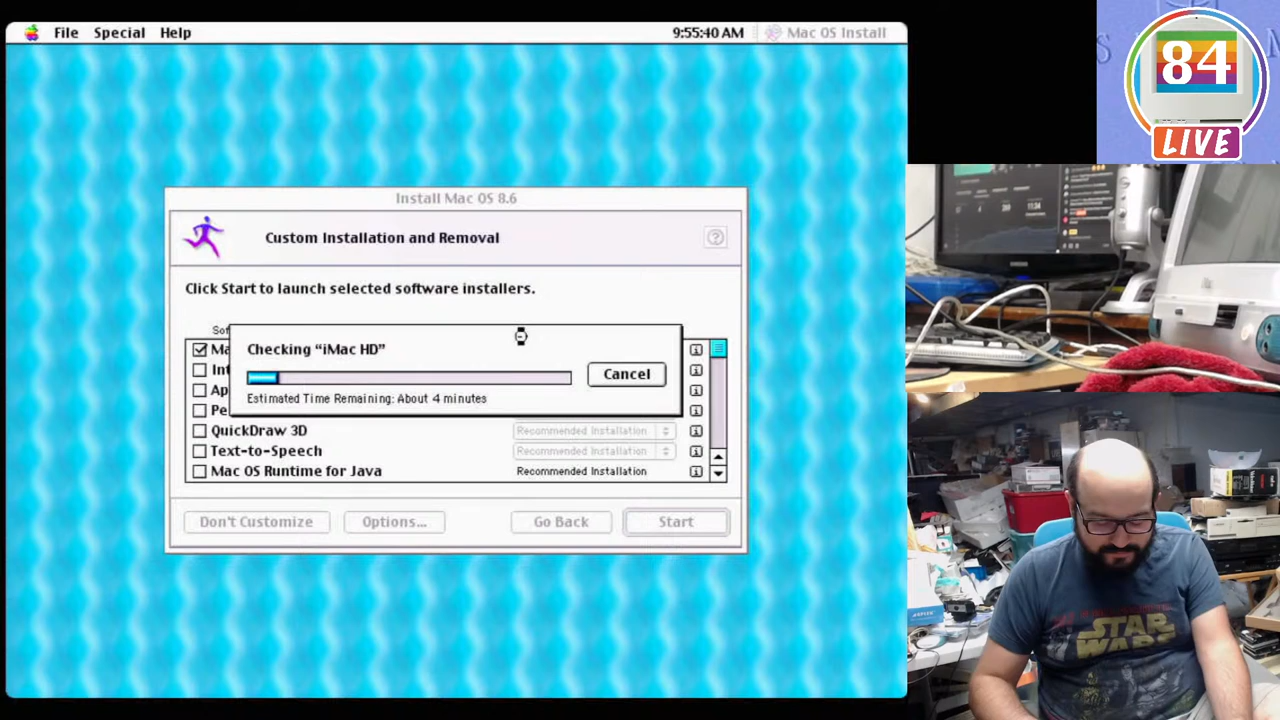 File Special Help 9:55:40 AM Mac OS Install
Install Mac OS 8.6
Custom Installation and Removal
Click Start to launch selected software installers.
Checking “iMac HD”
Cancel
Estimated Time Remaining: About 4 minutes
QuickDraw 3D Recommended Installation
Text-to-Speech Recommended Installation
Mac OS Runtime for Java Recommended Installation
Don't Customize Options... Go Back Start
84
LIVE
STAR
WARS